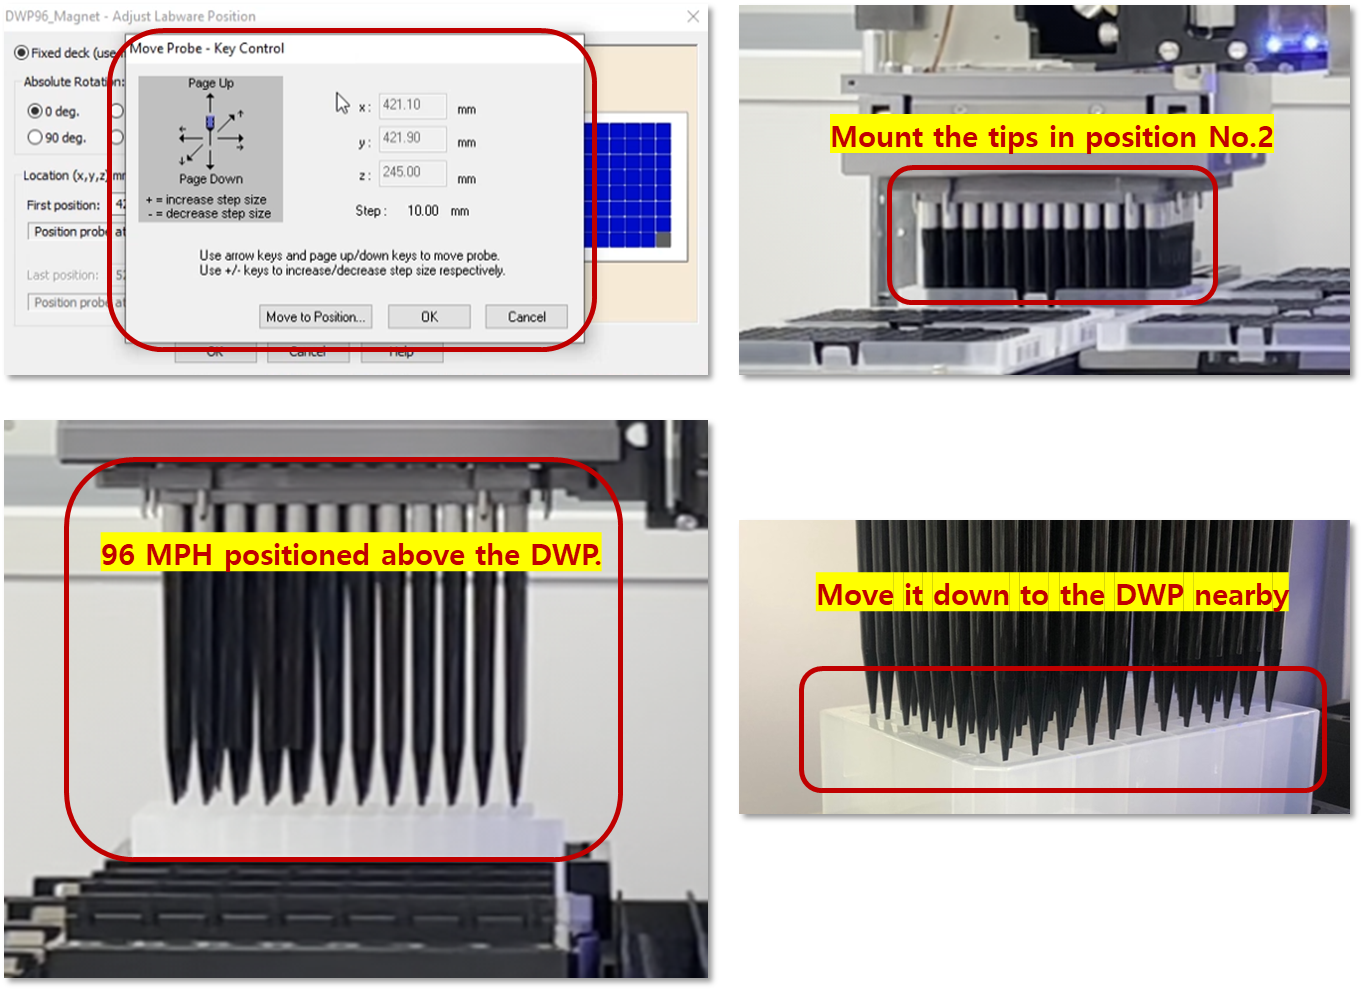 DWP96_Magnet - Adjust Labware Position
Fixed deck (use
Move Probe - Key Control
Absolute Rotation:
0 deg.
90 deg.
Page Up
Page Down
+ = increase step size
- = decrease step size
x: 421.10 mm
y: 421.90 mm
z: 245.00 mm
Step: 10.00 mm
Location (x,y,z)
First position: 42
Position probe at
Last position: 52
Position probe at
Use arrow keys and page up/down keys to move probe.
Use +/- keys to increase/decrease step size respectively.
Move to Position...
OK
Cancel
OK
Cancel
Help
Mount the tips in position No.2
96 MPH positioned above the DWP.
Move it down to the DWP nearby